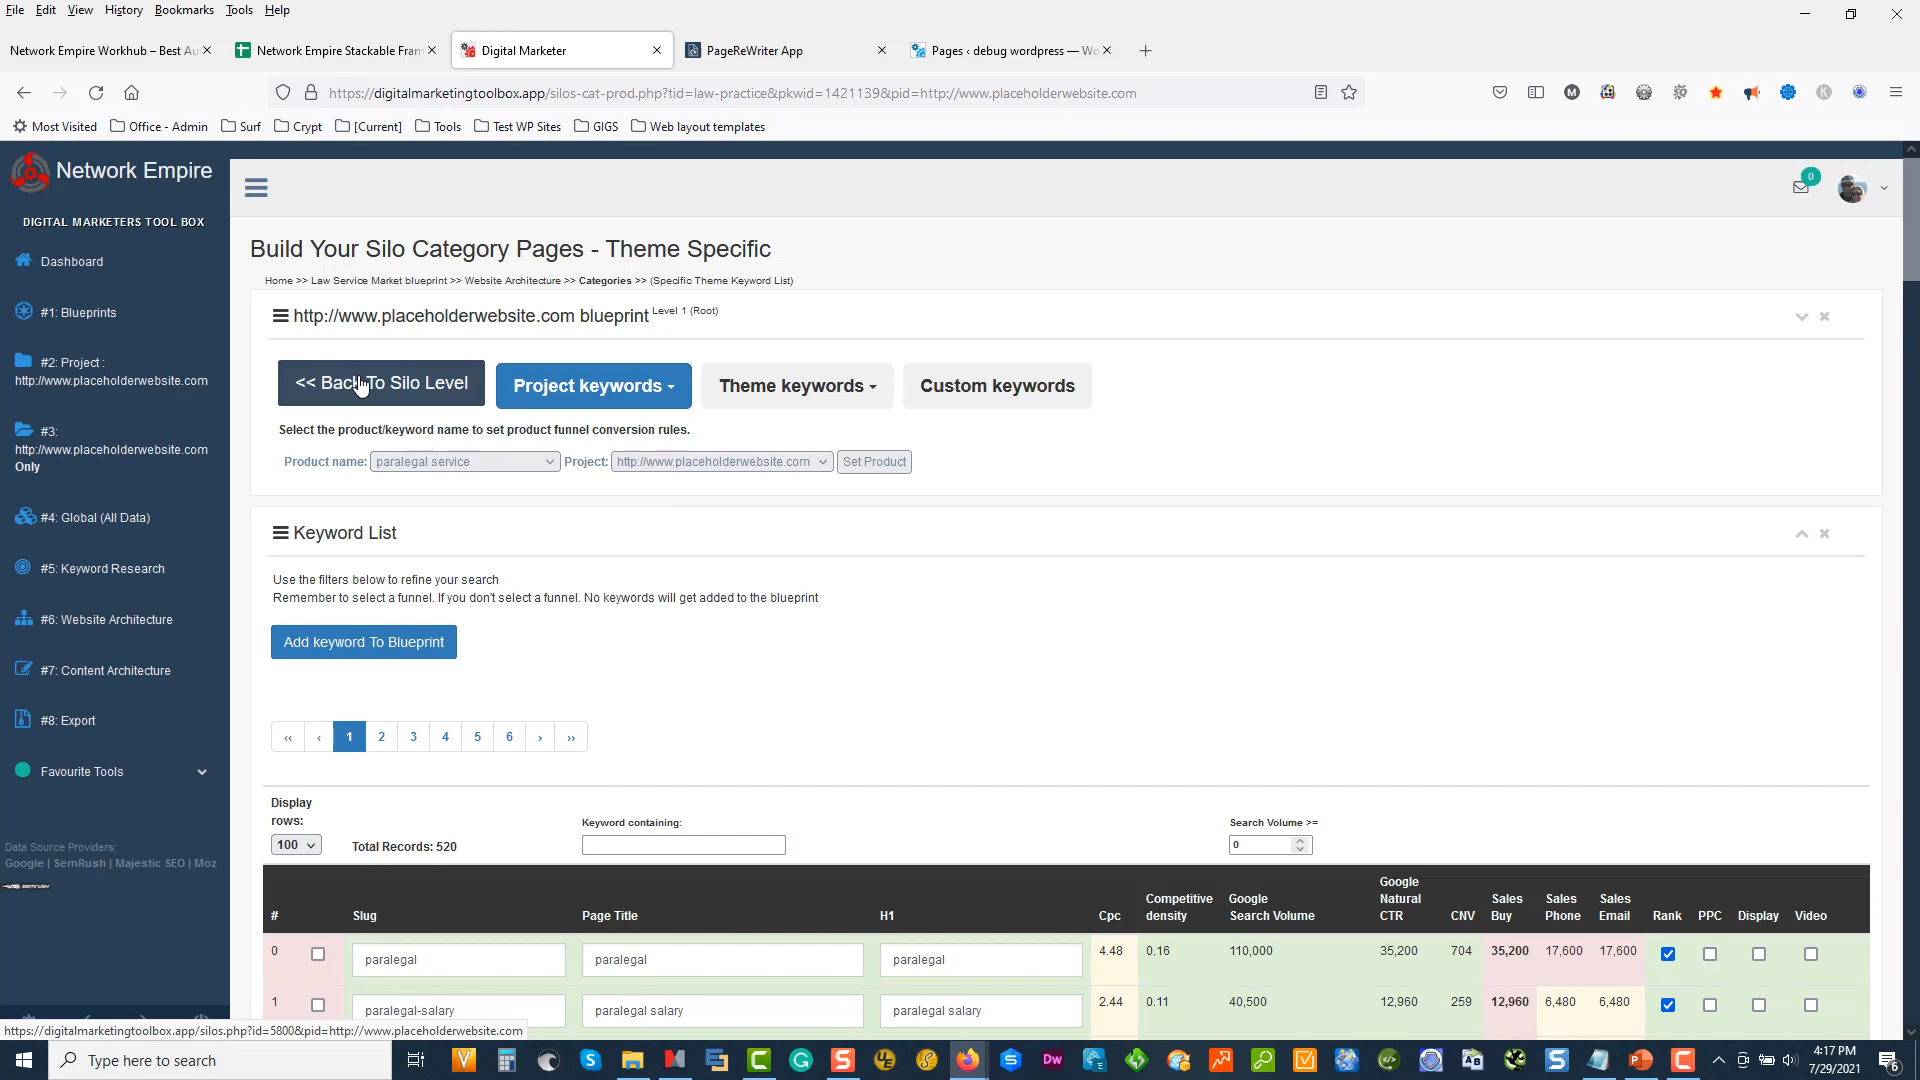 File Edit View History Bookmarks Tools Help
Network Empire Workhub – Best Au
Network Empire Stackable Fram
Digital Marketer
PageReWriter App
Pages ‹ debug wordpress — Wo
https://digitalmarketingtoolbox.app/silos-cat-prod.php?tid=law-practice&pkwid=1421139&pid=http://www.placeholderwebsite.com
Most Visited Office - Admin Surf Crypt [Current] Tools Test WP Sites GIGS Web layout templates
Network Empire
DIGITAL MARKETERS TOOL BOX
Dashboard
#1: Blueprints
#2: Project :
http://www.placeholderwebsite.com
#3:
http://www.placeholderwebsite.com
Only
#4: Global (All Data)
#5: Keyword Research
#6: Website Architecture
#7: Content Architecture
#8: Export
Favourite Tools
Data Source Providers:
Google | SemRush | Majestic SEO | Moz
SEMRUSH
0
Build Your Silo Category Pages - Theme Specific
Home >> Law Service Market blueprint >> Website Architecture >> Categories >> (Specific Theme Keyword List)
http://www.placeholderwebsite.com blueprint Level 1 (Root)
<< Back To Silo Level
Project keywords
Theme keywords
Custom keywords
Select the product/keyword name to set product funnel conversion rules.
Product name: paralegal service Project: http://www.placeholderwebsite.com Set Product
Keyword List
Use the filters below to refine your search
Remember to select a funnel. If you don't select a funnel. No keywords will get added to the blueprint
Add keyword To Blueprint
‹‹ ‹ 1 2 3 4 5 6 › ››
Display
rows:
100
Total Records: 520
Keyword containing:
Search Volume >=
0
# Slug Page Title H1 Cpc Competitive density Google Search Volume Google Natural CTR CNV Sales Buy Sales Phone Sales Email Rank PPC Display Video
0 paralegal paralegal paralegal 4.48 0.16 110,000 35,200 704 35,200 17,600 17,600
1 paralegal-salary paralegal salary paralegal salary 2.44 0.11 40,500 12,960 259 12,960 6,480 6,480
https://digitalmarketingtoolbox.app/silos.php?id=5800&pid=http://www.placeholderwebsite.com
Type here to search
4:17 PM
7/29/2021
6